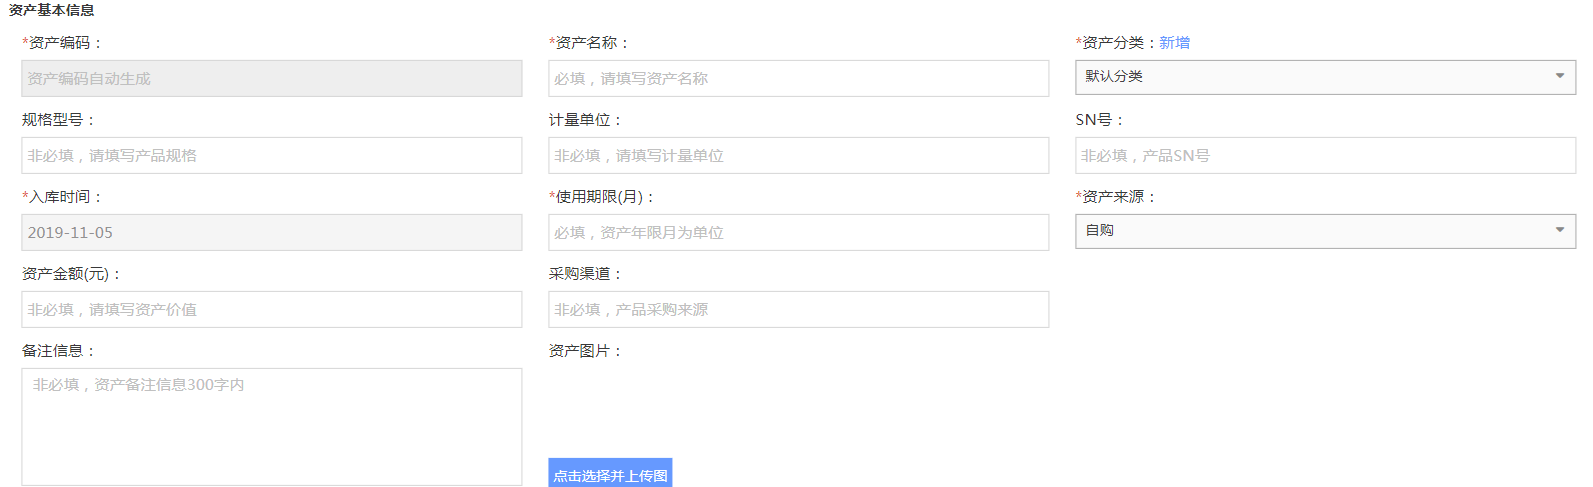 资产基本信息
*资产编码：
*资产名称：
*资产分类：新增
资产编码自动生成
必填，请填写资产名称
默认分类
规格型号：
计量单位：
SN号：
非必填，请填写产品规格
非必填，请填写计量单位
非必填，产品SN号
*入库时间：
*使用期限(月)：
*资产来源：
2019-11-05
必填，资产年限月为单位
自购
资产金额(元)：
采购渠道：
非必填，请填写资产价值
非必填，产品采购来源
备注信息：
资产图片：
非必填，资产备注信息300字内
点击选择并上传图